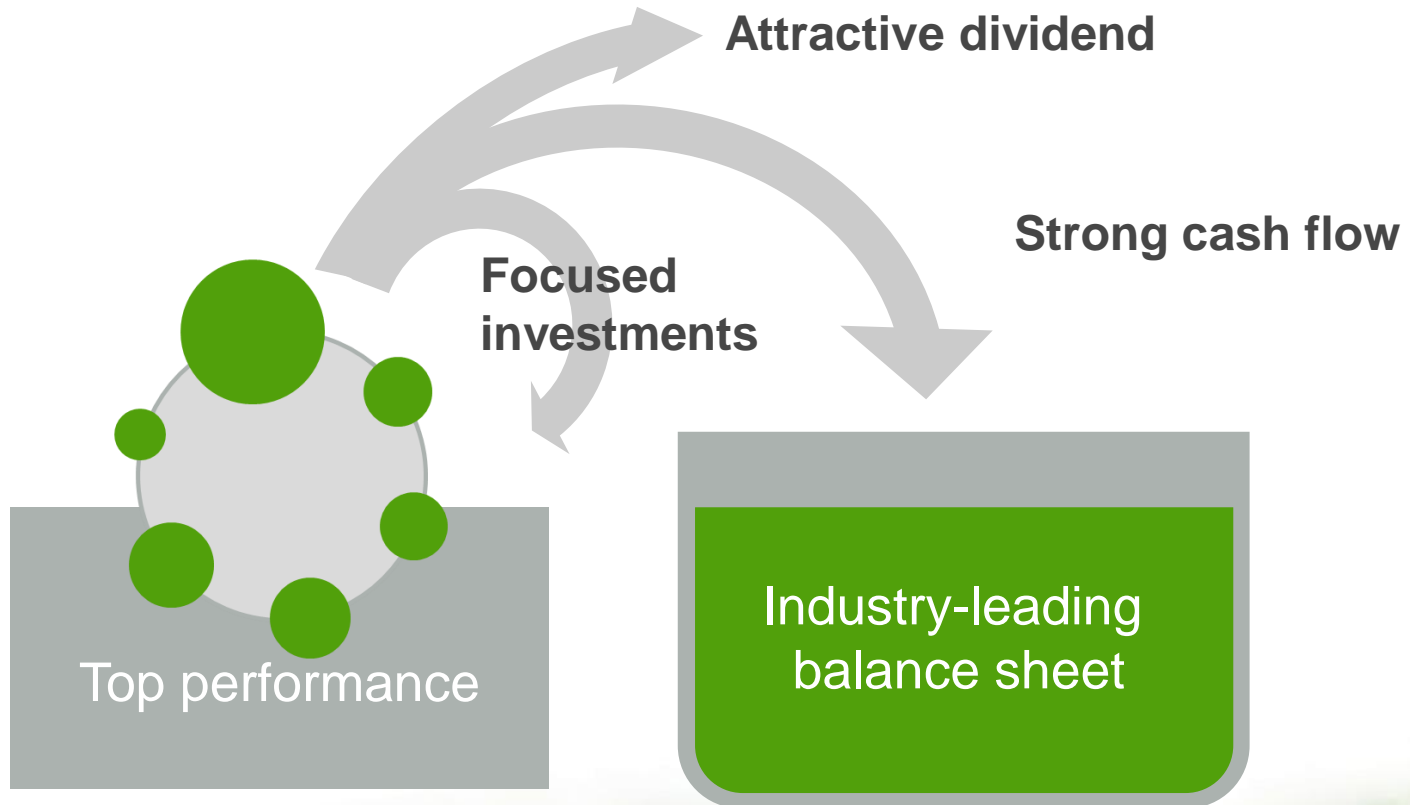 Attractive dividend
Strong cash flow
Focused
investments
Industry-leading
balance sheet
Top performance